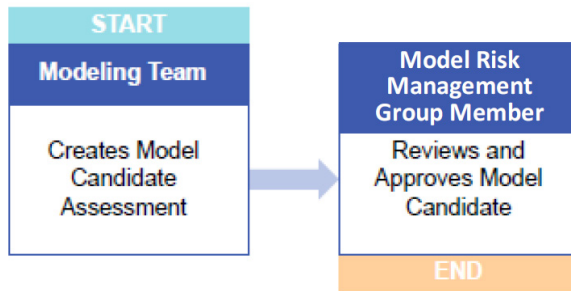 START
Modeling Team
Creates Model
Candidate
Assessment
Model Risk
Management
Group Member
Reviews and
Approves Model
Candidate
END